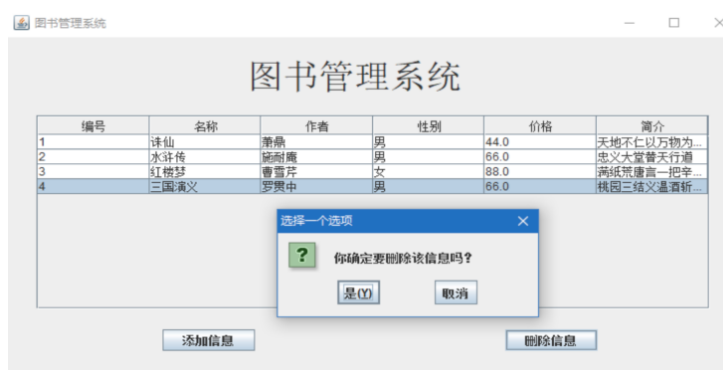 图书管理系统
图书管理系统
编号 名称 作者 性别 价格 简介
1 诛仙 萧鼎 男 44.0 天地不仁以万物为...
2 水浒传 施耐庵 男 66.0 忠义大堂替天行道
3 红楼梦 曹雪芹 女 88.0 满纸荒唐言一把辛...
4 三国演义 罗贯中 男 66.0 桃园三结义温酒斩...
选择一个选项
? 你确定要删除该信息吗?
是(Y) 取消
添加信息 删除信息